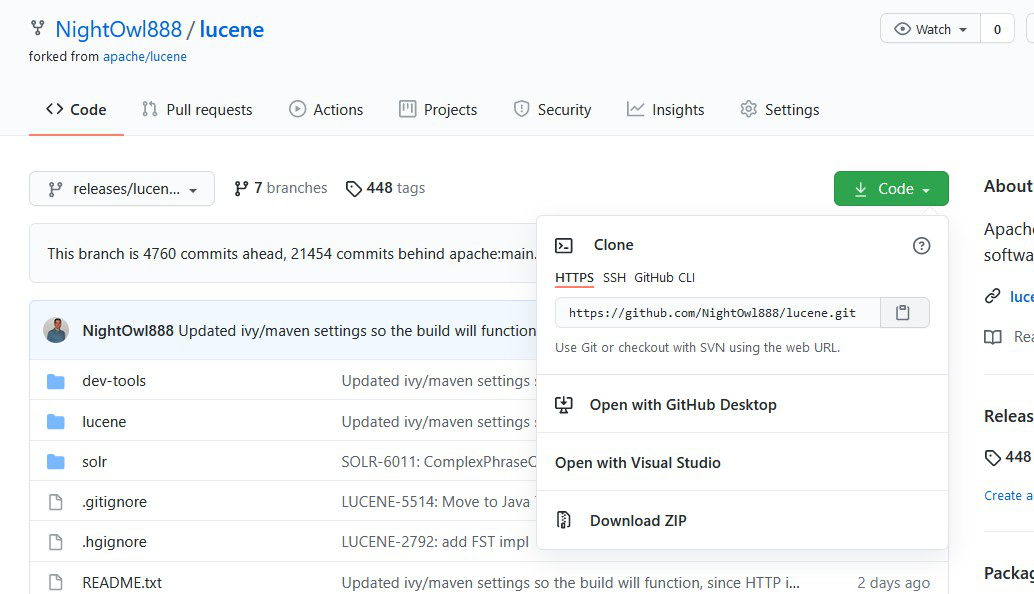 NightOwl888 / lucene
Watch 0
forked from apache/lucene
Code Pull requests Actions Projects Security Insights Settings
releases/lucen... 7 branches 448 tags Code
About
This branch is 4760 commits ahead, 21454 commits behind apache:main.
Clone
HTTPS SSH GitHub CLI
https://github.com/NightOwl888/lucene.git
Use Git or checkout with SVN using the web URL.
Open with GitHub Desktop
Open with Visual Studio
Download ZIP
NightOwl888 Updated ivy/maven settings so the build will function
dev-tools Updated ivy/maven settings
lucene Updated ivy/maven settings
solr SOLR-6011: ComplexPhraseC
.gitignore LUCENE-5514: Move to Java
.hgignore LUCENE-2792: add FST impl
README.txt Updated ivy/maven settings so the build will function, since HTTP i... 2 days ago
Apache
softwa
luce
Rea
Releas
448
Create a
Packag